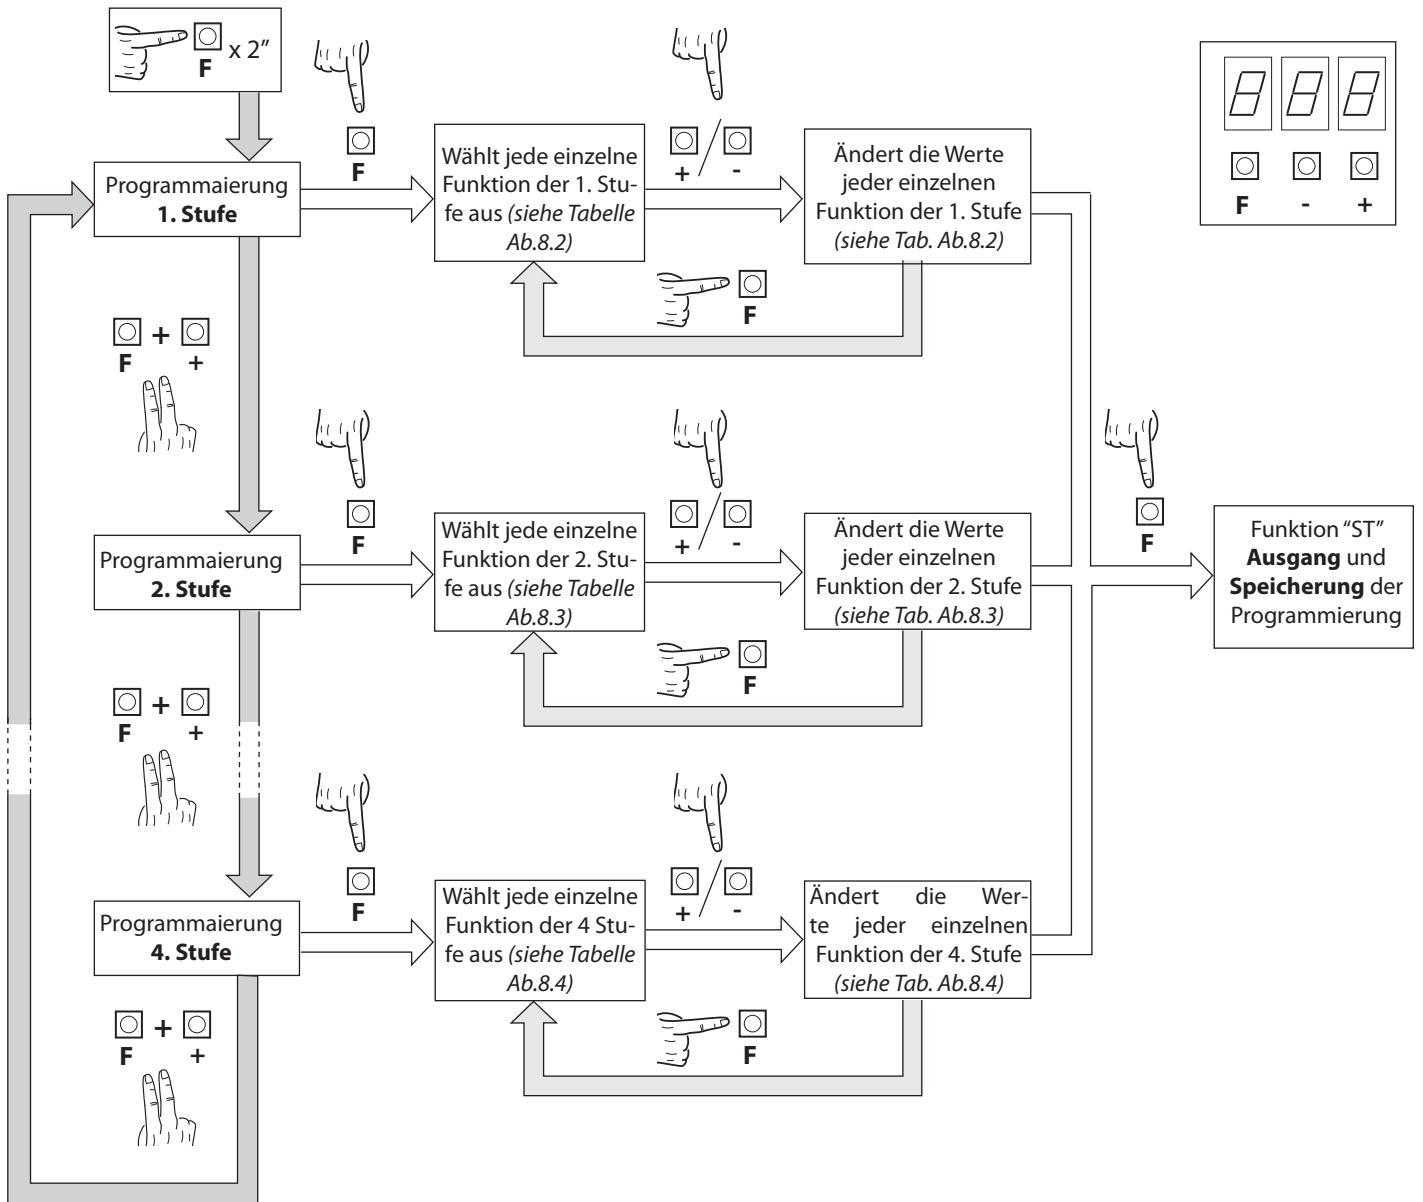 F
x 2”
Programmaierung
1. Stufe
F
Wählt jede einzelne
Funktion der 1. Stu-
fe aus (siehe Tabelle
Ab.8.2)
+ / -
Ändert die Werte
jeder einzelnen
Funktion der 1. Stufe
(siehe Tab. Ab.8.2)
F
F - +
+
F +
Programmaierung
2. Stufe
F
Wählt jede einzelne
Funktion der 2. Stu-
fe aus (siehe Tabelle
Ab.8.3)
+ / -
Ändert die Werte
jeder einzelnen
Funktion der 2. Stufe
(siehe Tab. Ab.8.3)
F
F
Funktion “ST”
Ausgang und
Speicherung der
Programmierung
+
F +
Programmaierung
4. Stufe
F
Wählt jede einzelne
Funktion der 4 Stu-
fe aus (siehe Tabelle
Ab.8.4)
+ / -
Ändert die Wer-
te jeder einzelnen
Funktion der 4. Stufe
(siehe Tab. Ab.8.4)
F
+
F +